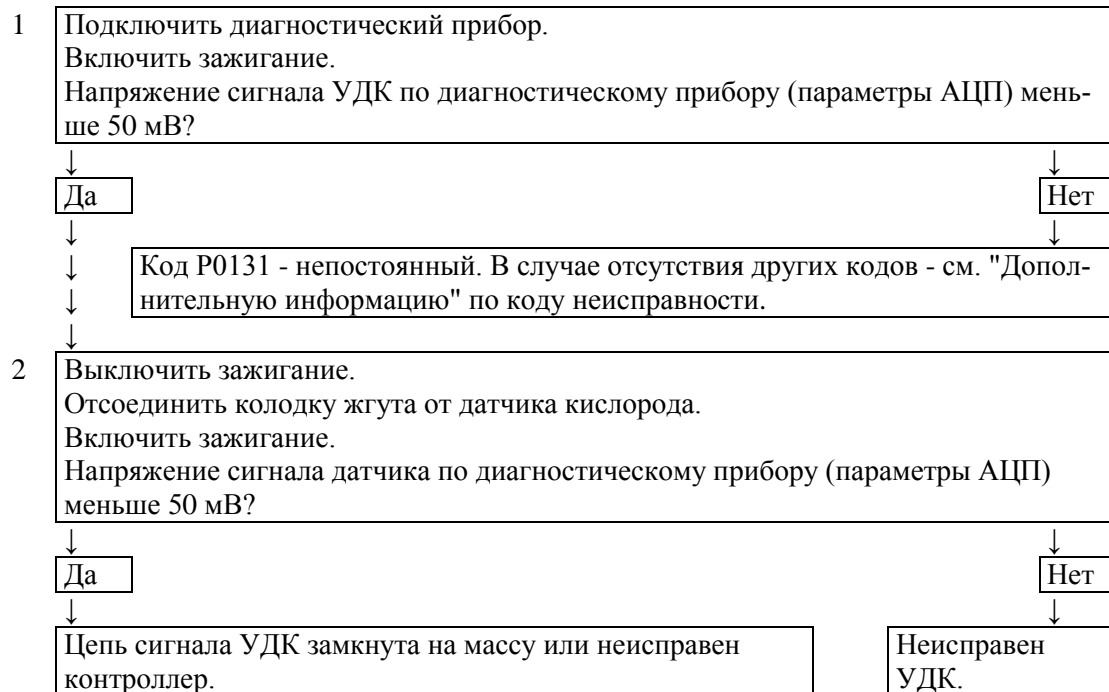 1 Подключить диагностический прибор.
Включить зажигание.
Напряжение сигнала УДК по диагностическому прибору (параметры АЦП) мень-
ше 50 мВ?
↓ ↓
Да Нет
↓ ↓
↓ Код Р0131 - непостоянный. В случае отсутствия других кодов - см. "Допол-
↓ нительную информацию" по коду неисправности.
↓
2 Выключить зажигание.
Отсоединить колодку жгута от датчика кислорода.
Включить зажигание.
Напряжение сигнала датчика по диагностическому прибору (параметры АЦП)
меньше 50 мВ?
↓ ↓
Да Нет
↓ ↓
Цепь сигнала УДК замкнута на массу или неисправен
контроллер.
Неисправен
УДК.